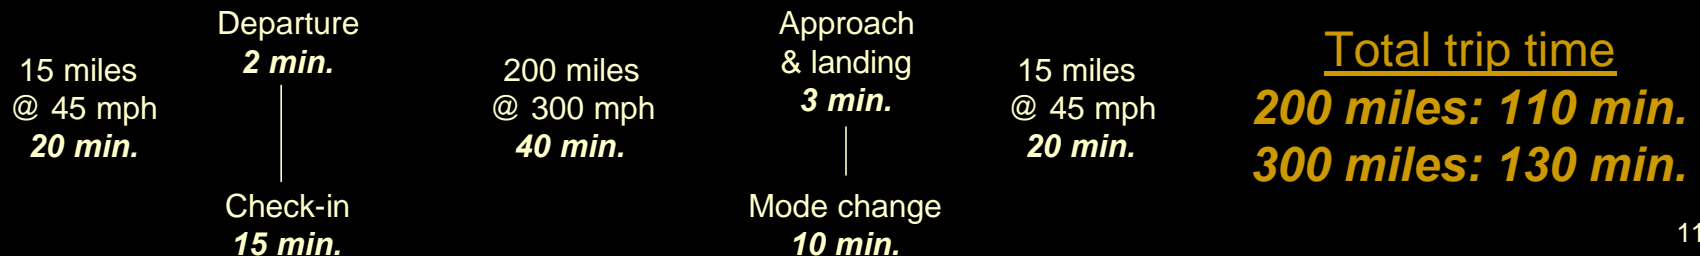 15 miles
@ 45 mph
20 min.
Departure
2 min.
Check-in
15 min.
200 miles
@ 300 mph
40 min.
Approach
& landing
3 min.
Mode change
10 min.
15 miles
@ 45 mph
20 min.
Total trip time
200 miles: 110 min.
300 miles: 130 min.
11